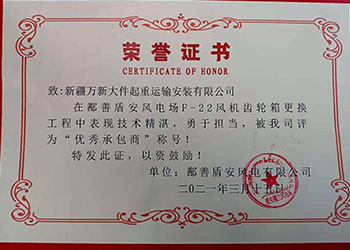 荣誉证书
CERTIFICATE OF HONOR
致:新疆万新大件起重运输安装有限公司
在鄯善盾安风电场F-22风机齿轮箱更换
工程中表现技术精湛，勇于担当，被我司评
为“优秀承包商”称号！
特发此证，以资鼓励！
单位：鄯善盾安风电有限公司
二〇二一年三月十五日